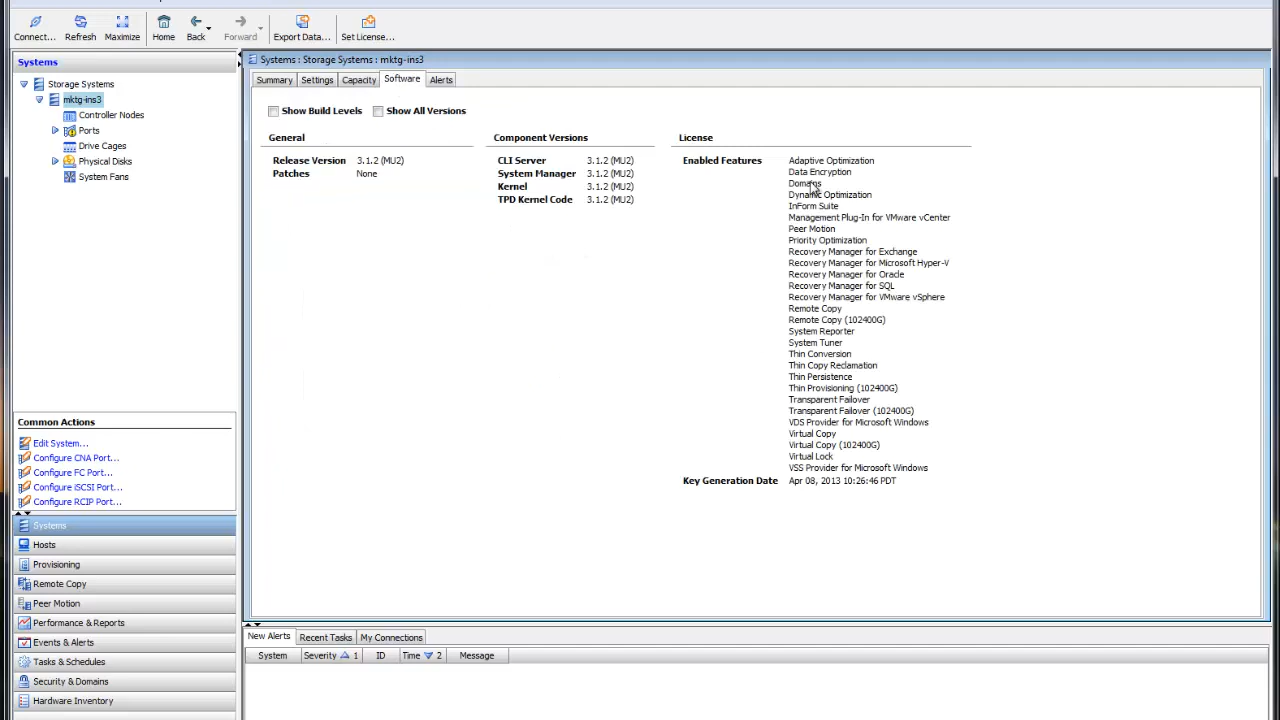 Connect...
Refresh
Maximize
Home
Back
Forward
Export Data...
Set License...
Systems
Storage Systems
mktg-ins3
Controller Nodes
Ports
Drive Cages
Physical Disks
System Fans
Common Actions
Edit System...
Configure CNA Port...
Configure FC Port...
Configure iSCSI Port...
Configure RCIP Port...
Systems
Hosts
Provisioning
Remote Copy
Peer Motion
Performance & Reports
Events & Alerts
Tasks & Schedules
Security & Domains
Hardware Inventory
Systems : Storage Systems : mktg-ins3
Summary
Settings
Capacity
Software
Alerts
Show Build Levels
Show All Versions
General
Release Version 3.1.2 (MU2)
Patches None
Component Versions
CLI Server 3.1.2 (MU2)
System Manager 3.1.2 (MU2)
Kernel 3.1.2 (MU2)
TPD Kernel Code 3.1.2 (MU2)
License
Enabled Features Adaptive Optimization
Data Encryption
Domains
Dynamic Optimization
InForm Suite
Management Plug-In for VMware vCenter
Peer Motion
Priority Optimization
Recovery Manager for Exchange
Recovery Manager for Microsoft Hyper-V
Recovery Manager for Oracle
Recovery Manager for SQL
Recovery Manager for VMware vSphere
Remote Copy
Remote Copy (102400G)
System Reporter
System Tuner
Thin Conversion
Thin Copy Reclamation
Thin Persistence
Thin Provisioning (102400G)
Transparent Failover
Transparent Failover (102400G)
VDS Provider for Microsoft Windows
Virtual Copy
Virtual Copy (102400G)
Virtual Lock
VSS Provider for Microsoft Windows
Key Generation Date Apr 08, 2013 10:26:46 PDT
New Alerts
Recent Tasks
My Connections
System
Severity 1
ID
Time 2
Message